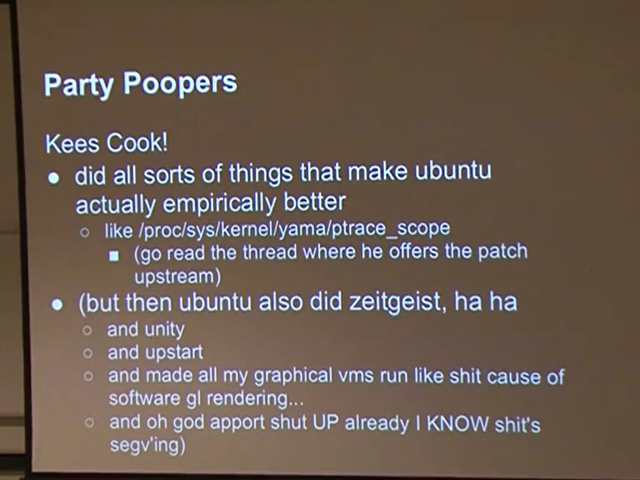 Party Poopers
Kees Cook!
● did all sorts of things that make ubuntu
actually empirically better
○ like /proc/sys/kernel/yama/ptrace_scope
■ (go read the thread where he offers the patch
upstream)
● (but then ubuntu also did zeitgeist, ha ha
○ and unity
○ and upstart
○ and made all my graphical vms run like shit cause of
software gl rendering...
○ and oh god apport shut UP already I KNOW shit's
segv'ing)